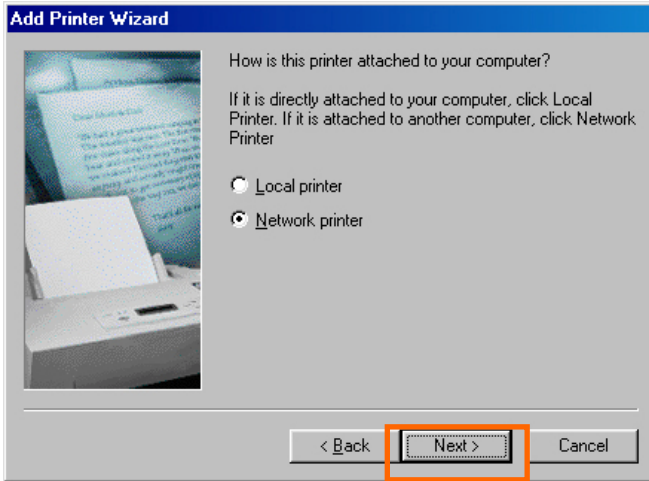 Add Printer Wizard
How is this printer attached to your computer?
If it is directly attached to your computer, click Local
Printer. If it is attached to another computer, click Network
Printer
Local printer
Network printer
< Back
Next >
Cancel